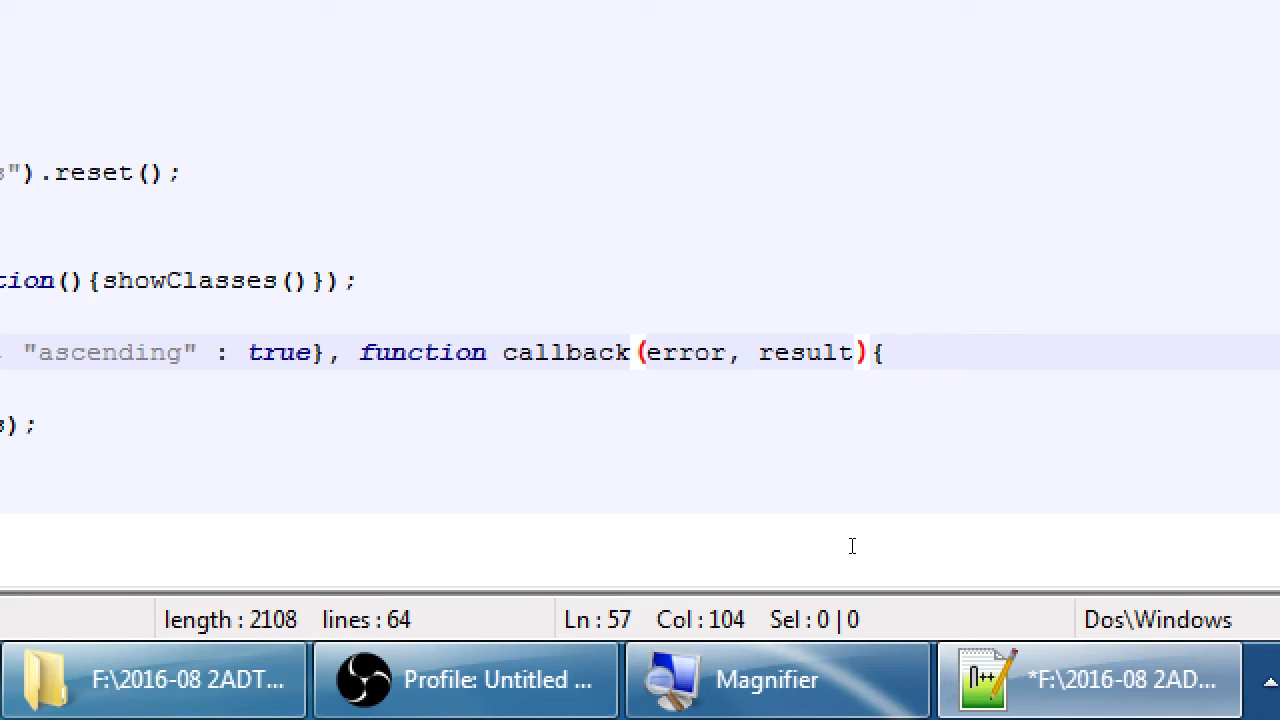 s").reset();
tion(){showClasses()});
"ascending" : true}, function callback(error, result){
s);
length : 2108 lines : 64 Ln : 57 Col : 104 Sel : 0 | 0 Dos\Windows
F:\2016-08 2ADT... Profile: Untitled ... Magnifier *F:\2016-08 2AD...